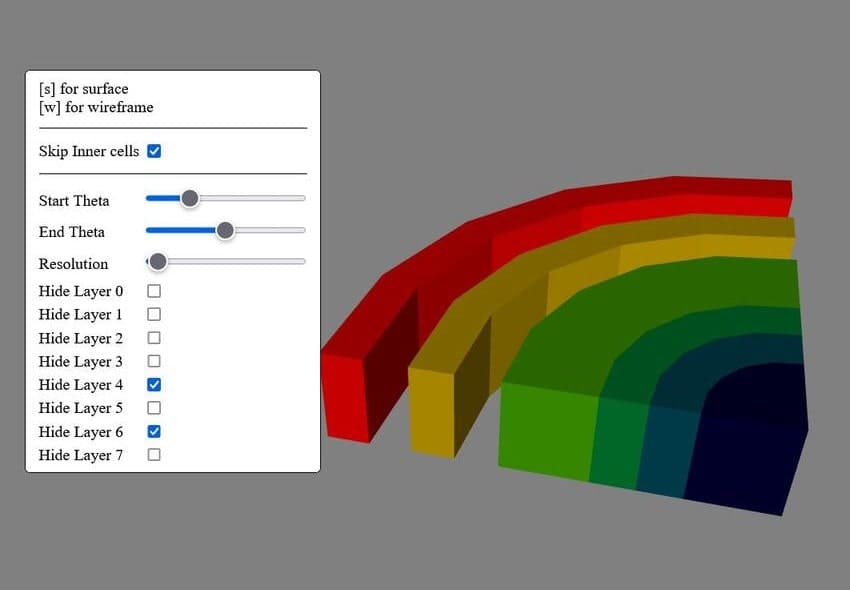 [s] for surface
[w] for wireframe
Skip Inner cells
Start Theta
End Theta
Resolution
Hide Layer 0
Hide Layer 1
Hide Layer 2
Hide Layer 3
Hide Layer 4
Hide Layer 5
Hide Layer 6
Hide Layer 7